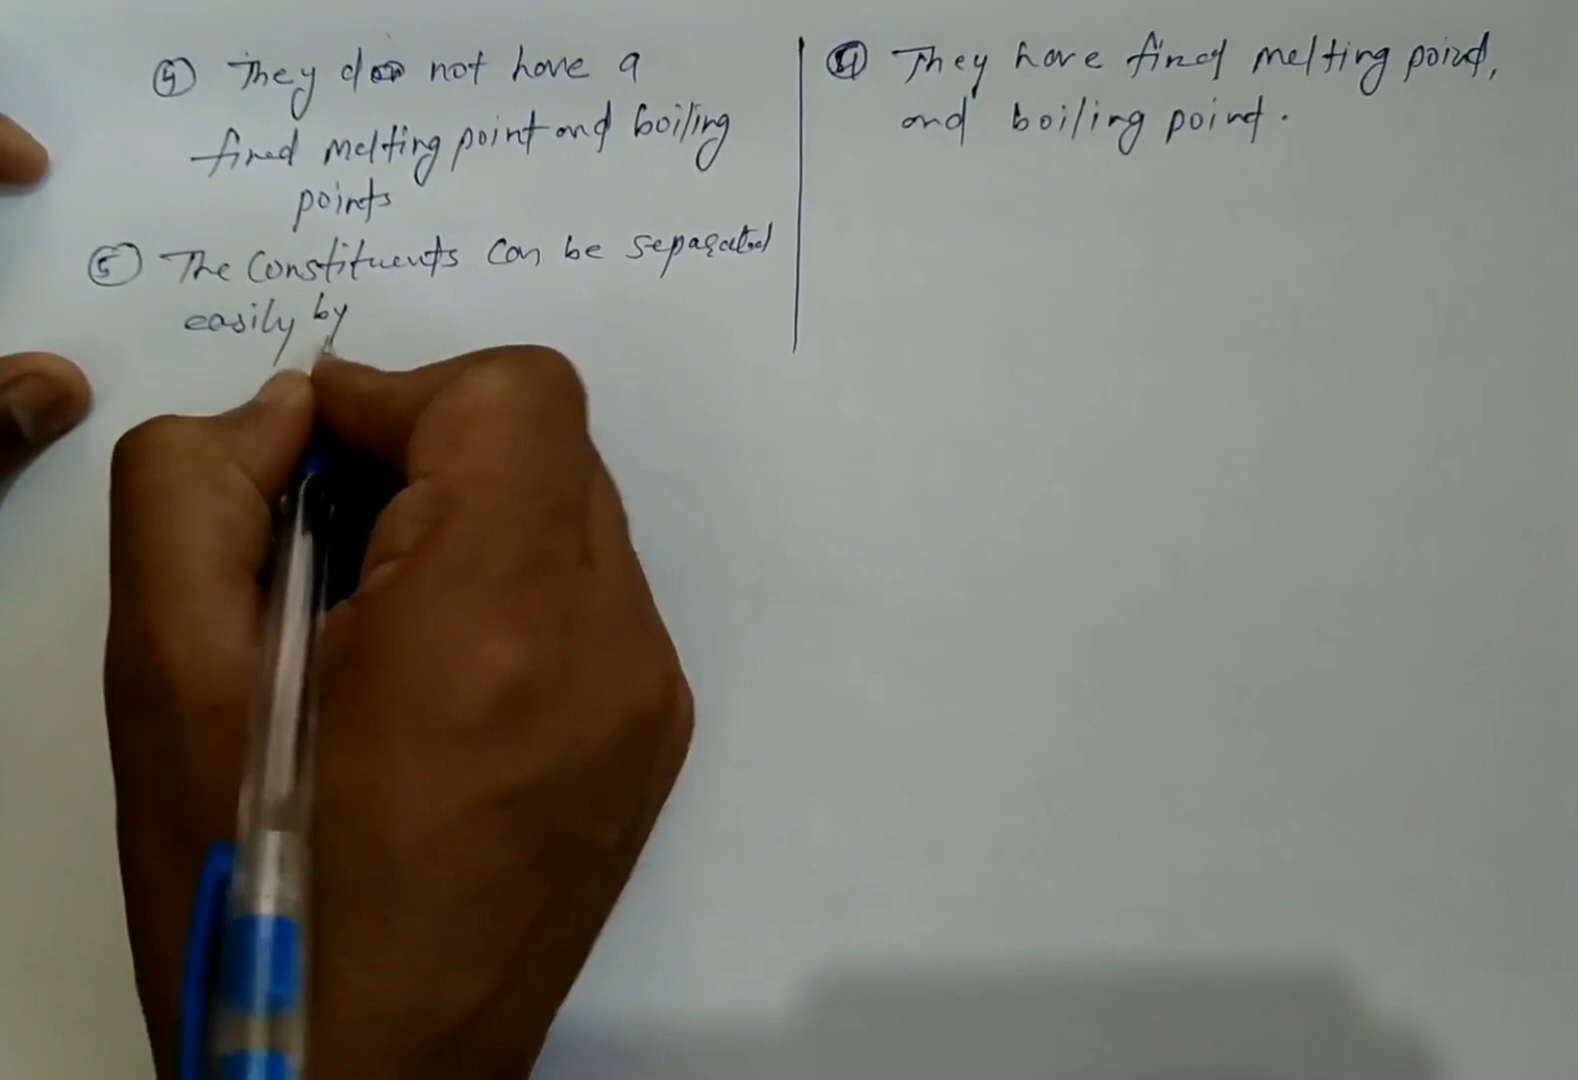 ④ They do not have a
fixed melting point and boiling
points
⑤ The Constituents can be separated
easily by
④ They have fixed melting point,
and boiling point.